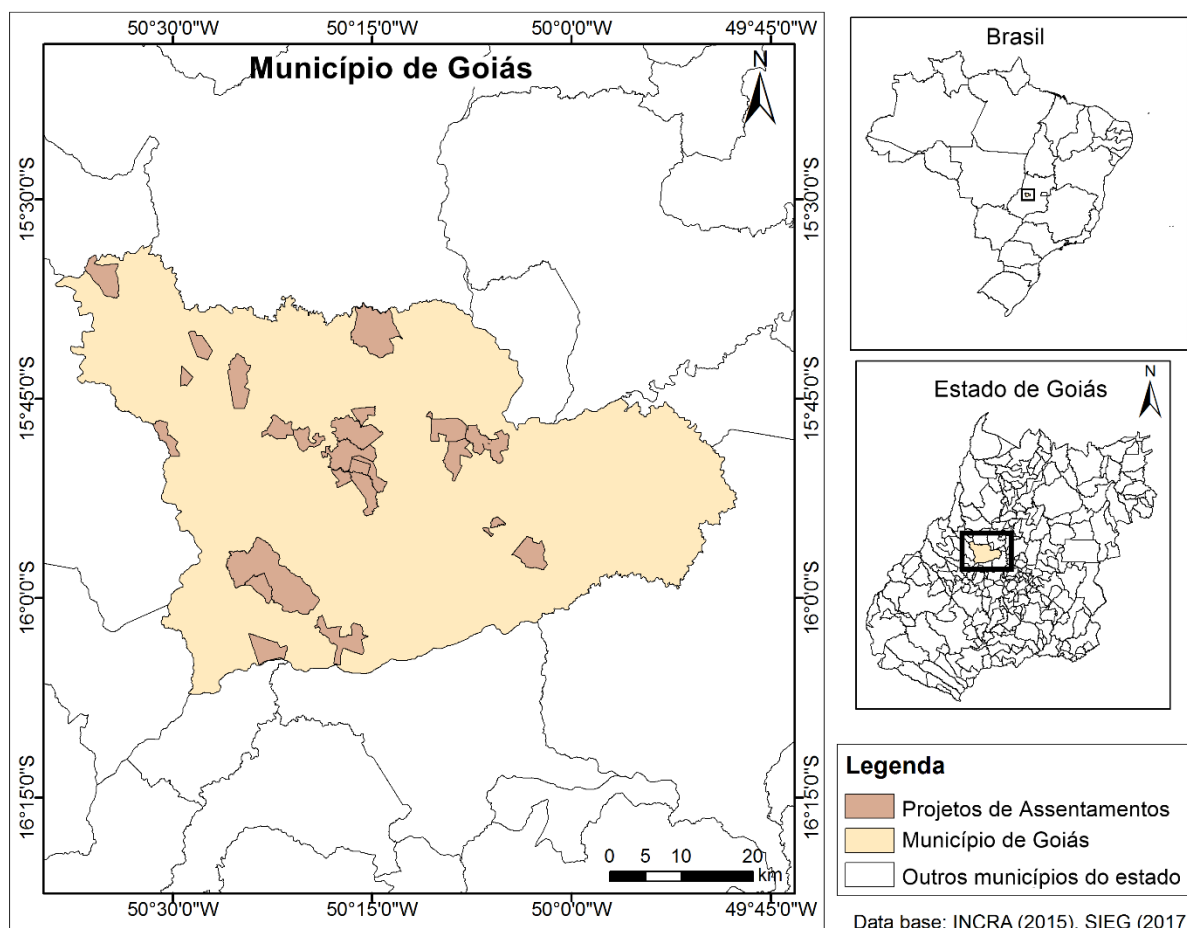 50°30'0"W 50°15'0"W 50°0'0"W 49°45'0"W
Município de Goiás
N
15°30'0"S 15°30'0"S
15°45'0"S 15°45'0"S
16°0'0"S 16°0'0"S
16°15'0"S 16°15'0"S
0 5 10 20
km
50°30'0"W 50°15'0"W 50°0'0"W 49°45'0"W
Brasil
Estado de Goiás
N
Legenda
Projetos de Assentamentos
Município de Goiás
Outros municípios do estado
Data base: INCRA (2015), SIEG (2017